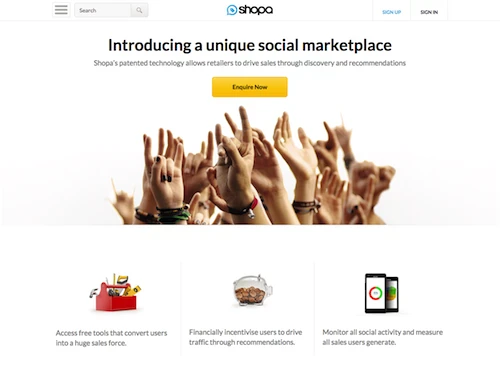 Search
shopa
SIGN UP
SIGN IN
Introducing a unique social marketplace
Shopa's patented technology allows retailers to drive sales through discovery and recommendations
Enquire Now
Access free tools that convert users
into a huge sales force.
Financially incentivise users to drive
traffic through recommendations.
Monitor all social activity and measure
all sales users generate.